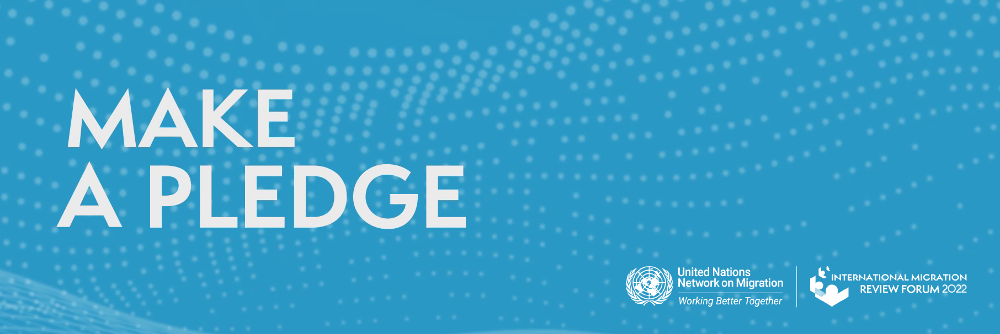 MAKE
A PLEDGE
United Nations
Network on Migration
Working Better Together
INTERNATIONAL MIGRATION
REVIEW FORUM 2022